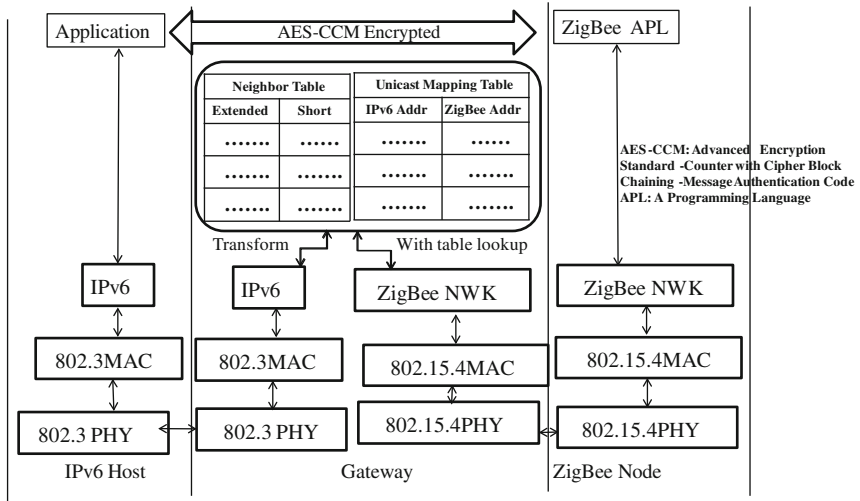 Application
AES-CCM Encrypted
ZigBee APL
Neighbor Table
Unicast Mapping Table
Extended
Short
IPv6 Addr
ZigBee Addr
.......
......
.......
......
.......
......
.......
......
.......
......
.......
......
AES-CCM: Advanced Encryption
Standard -Counter with Cipher Block
Chaining -Message Authentication Code
APL: A Programming Language
Transform
With table lookup
IPv6
IPv6
ZigBee NWK
ZigBee NWK
802.3MAC
802.3MAC
802.15.4MAC
802.15.4MAC
802.3 PHY
802.3 PHY
802.15.4PHY
802.15.4PHY
IPv6 Host
Gateway
ZigBee Node